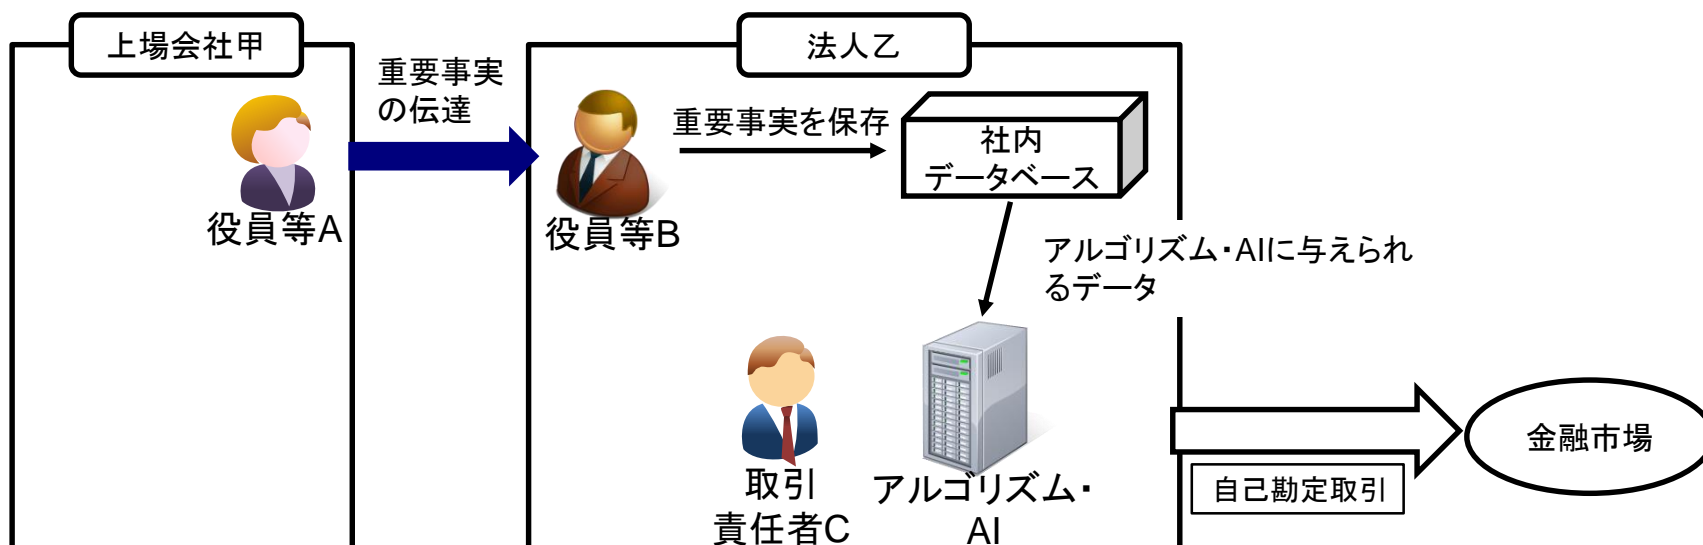 上場会社甲
法人乙
重要事実
の伝達
重要事実を保存
社内
データベース
役員等A
役員等B
アルゴリズム・AIに与えられ
るデータ
取引
責任者C
アルゴリズム・
AI
自己勘定取引
金融市場